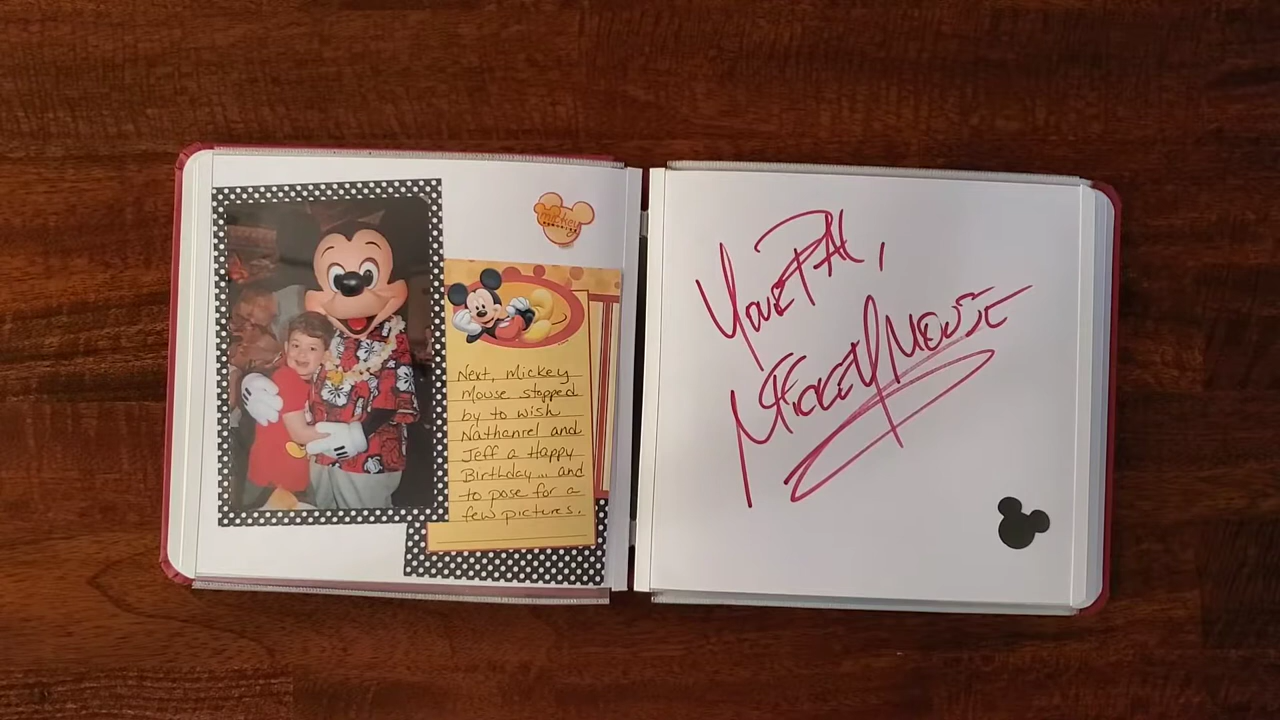 mickey
Next, Mickey
Mouse stopped
by to wish
Nathaniel and
Jeff a Happy
Birthday... and
to pose for a
few pictures.
Your PAL,
MICKEY MOUSE